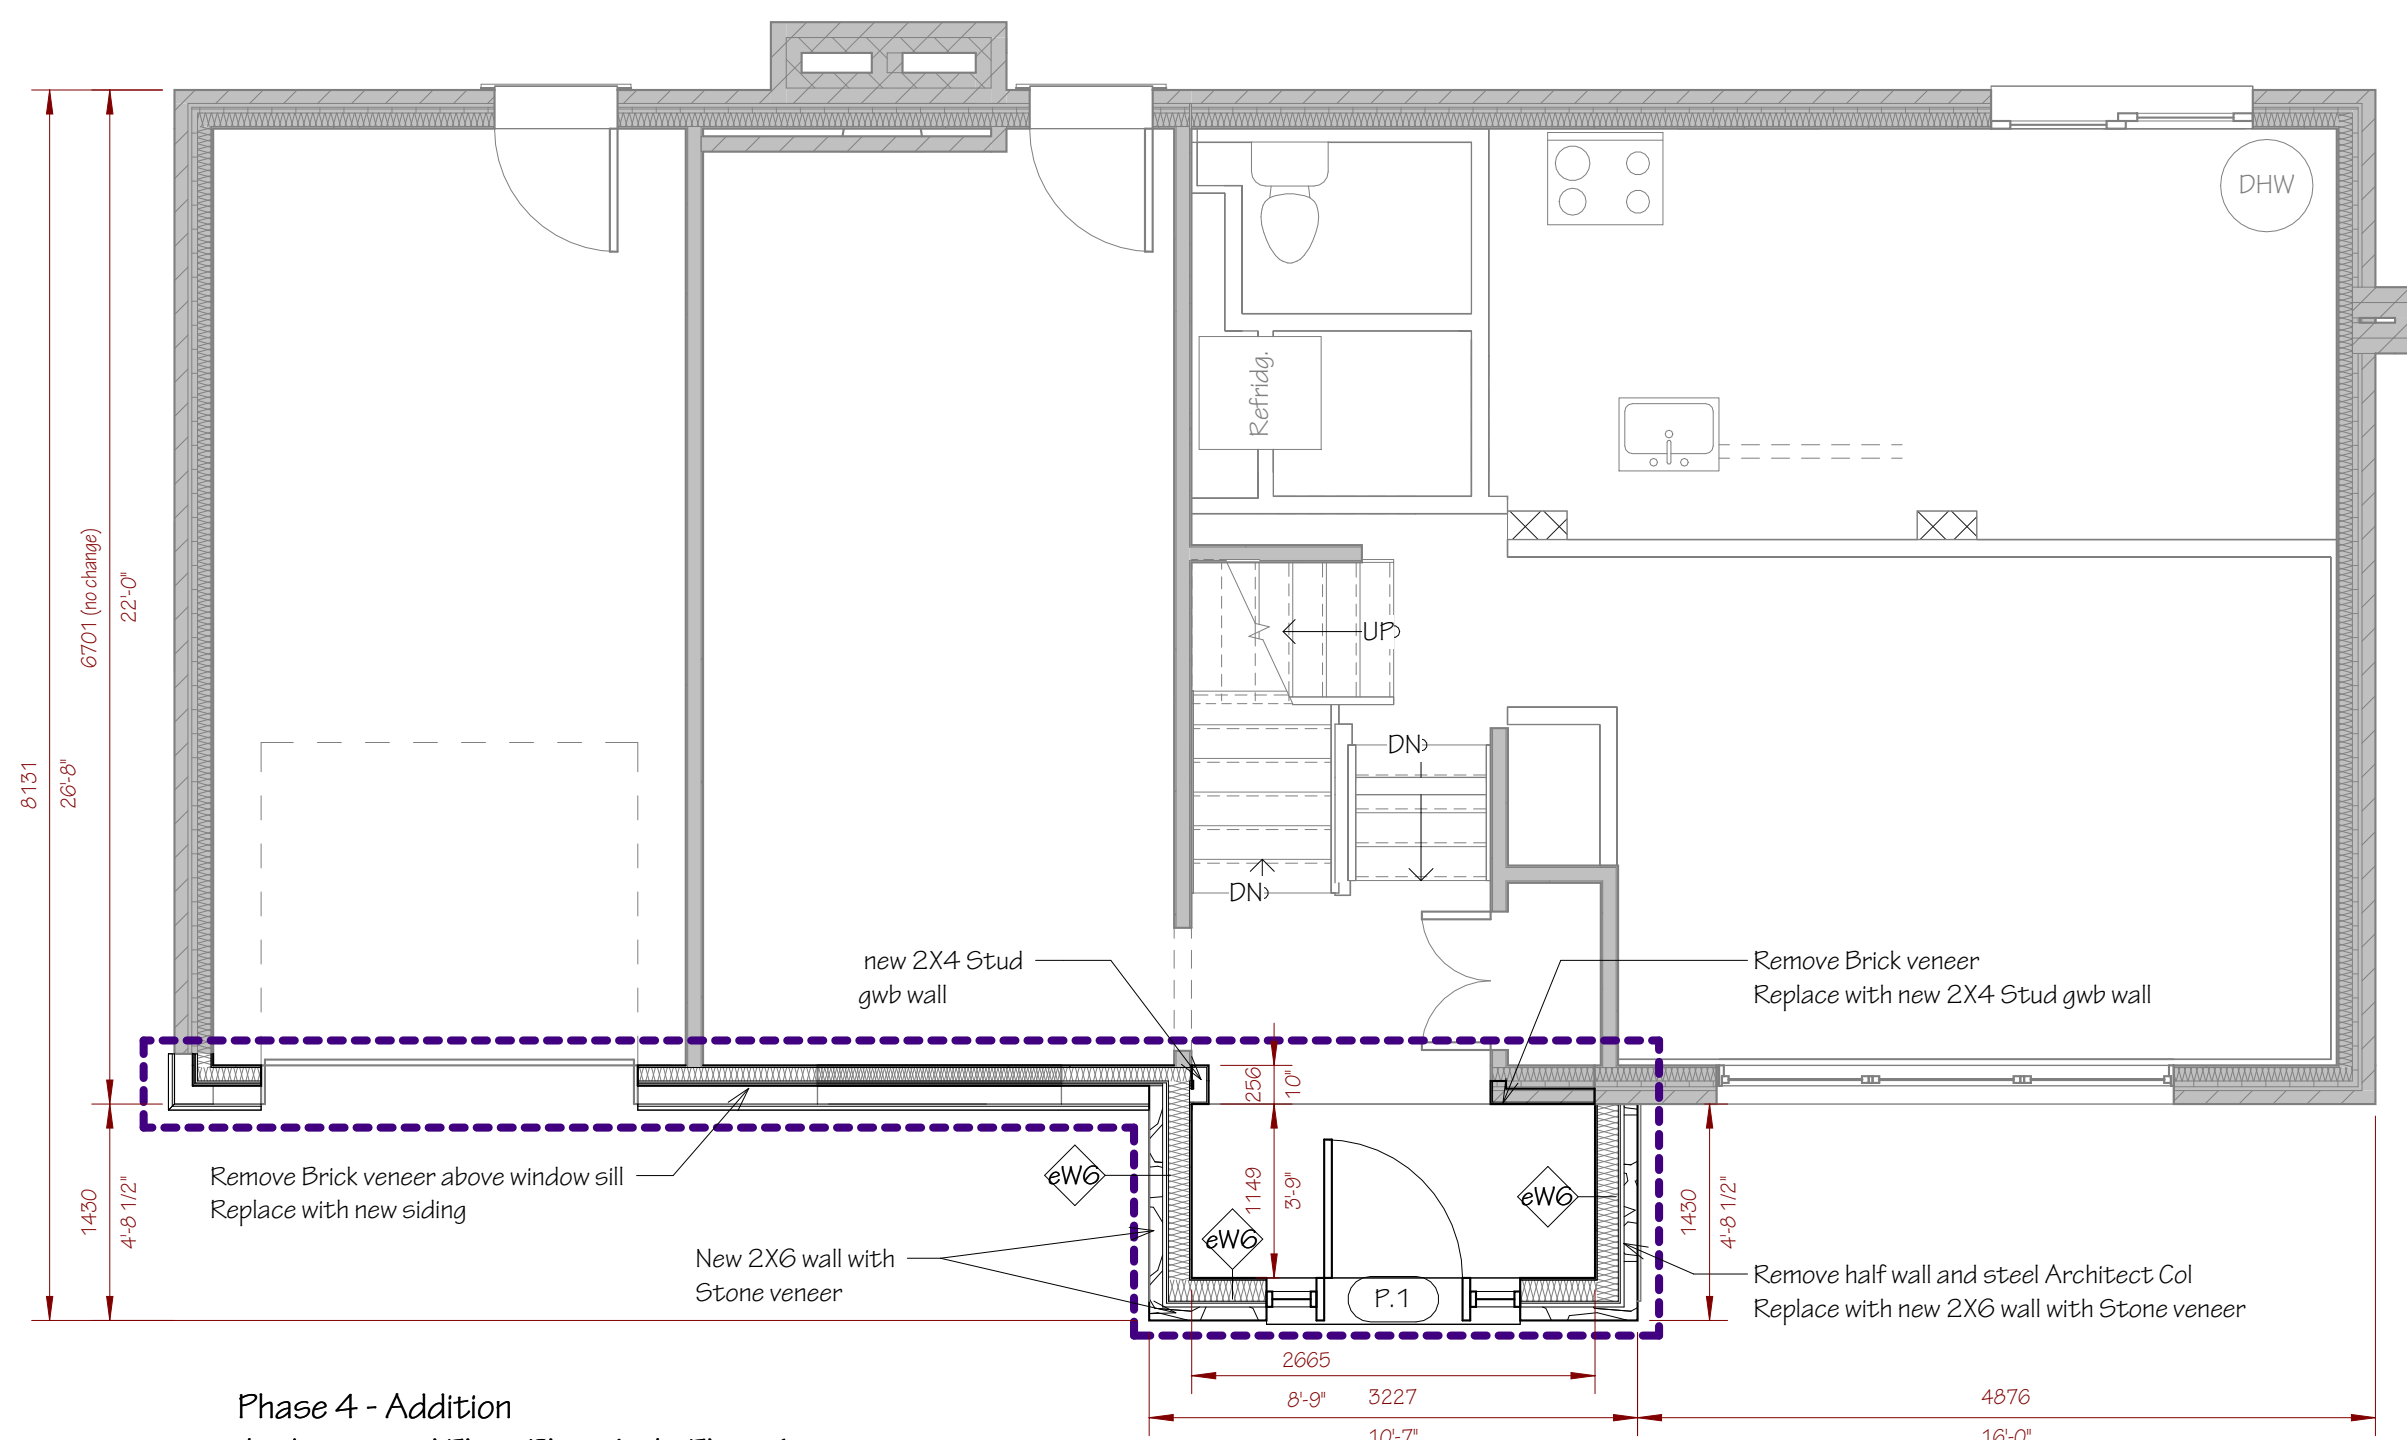 DHW
Refridg.
UP
DN
DN
6701 (no change)
22'-0"
8131
26'-8"
new 2X4 Stud
gwb wall
Remove Brick veneer
Replace with new 2X4 Stud gwb wall
256
10"
Remove Brick veneer above window sill
Replace with new siding
eW6
1149
3'-9"
eW6
eW6
1430
4'-8 1/2"
1430
4'-8 1/2"
New 2X6 wall with
Stone veneer
P.1
Remove half wall and steel Architect Col
Replace with new 2X6 wall with Stone veneer
2665
8'-9"
3227
10'-7"
4876
16'-0"
Phase 4 - Addition